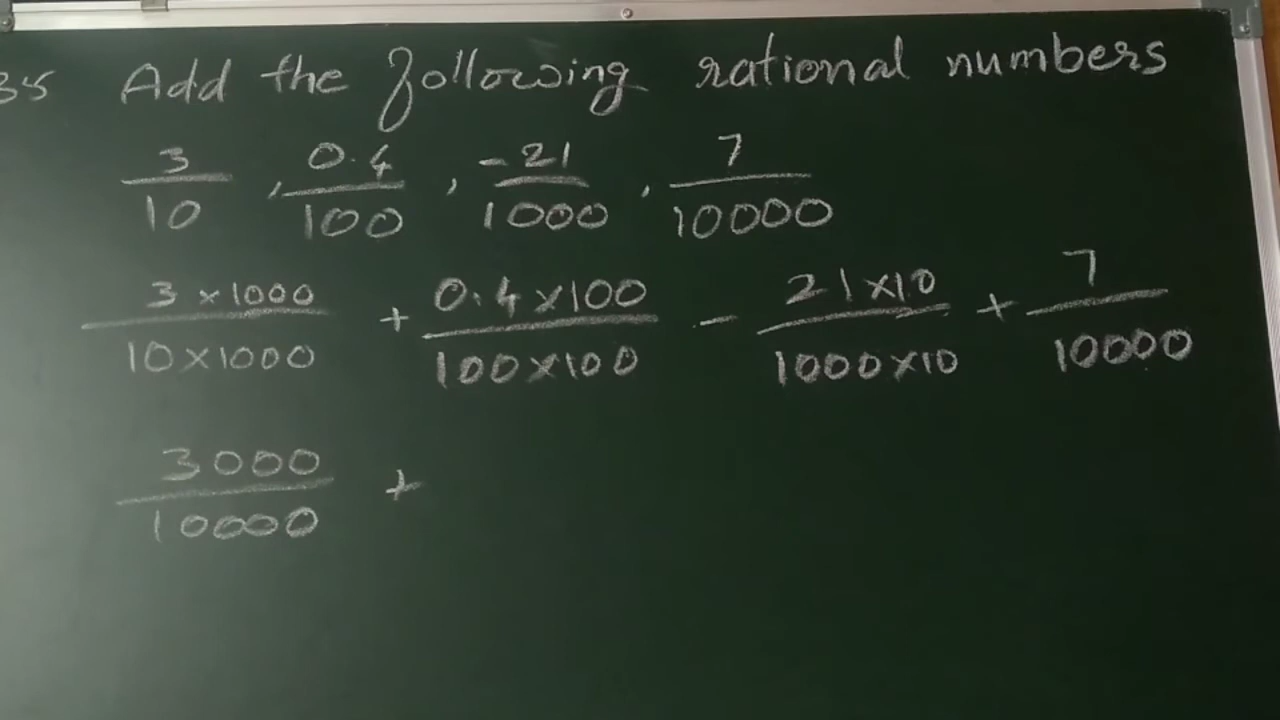 35 Add the following rational numbers
3/10, 0.4/100, -21/1000, 7/10000
3×1000/10×1000 + 0.4×100/100×100 - 21×10/1000×10 + 7/10000
3000/10000 +